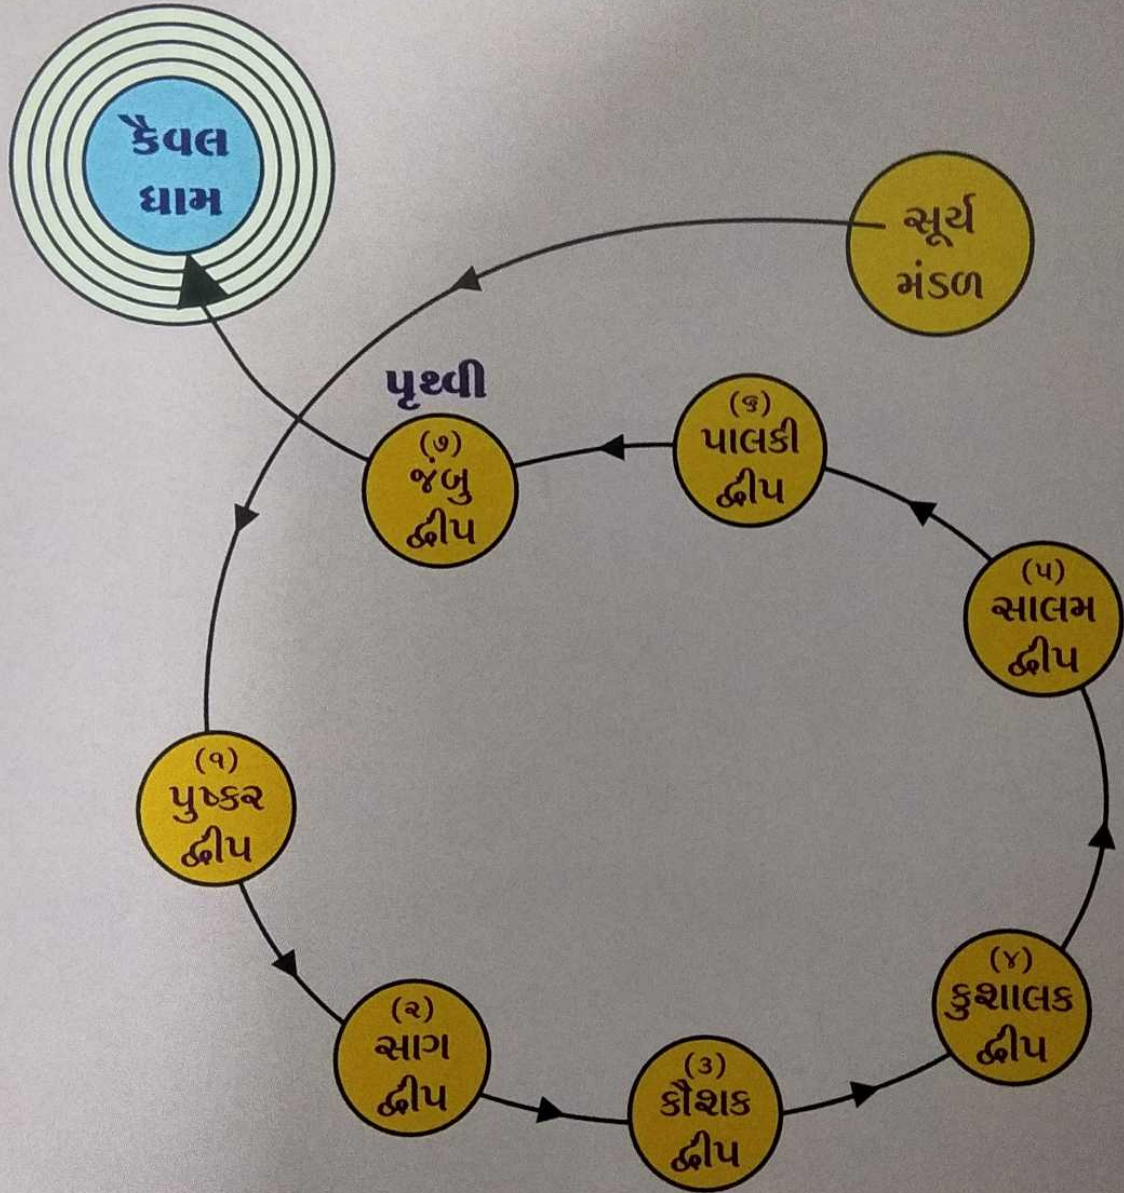 કૈવલ
ધામ
સૂર્ય
મંડળ
પૃથ્વી
(૭)
જંબુ
દ્વીપ
(૬)
પાલકી
દ્વીપ
(૫)
સાલમ
દ્વીપ
(૧)
પુષ્કર
દ્વીપ
(૪)
કુશાલક
દ્વીપ
(૨)
સાગ
દ્વીપ
(૩)
કૌશક
દ્વીપ